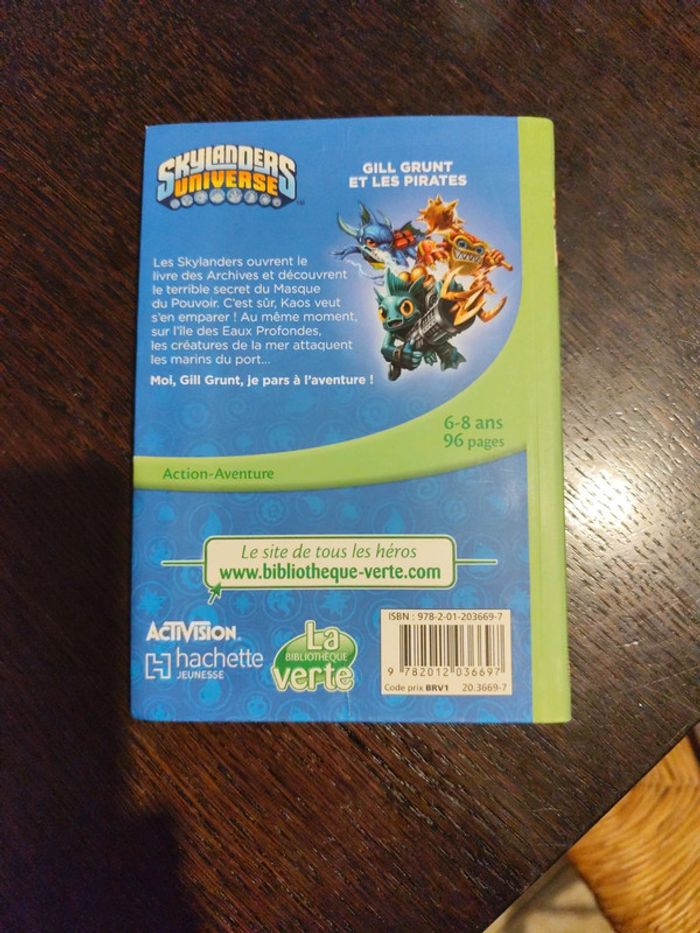 SKYLANDERS
UNIVERSE
TM
GILL GRUNT
ET LES PIRATES
Les Skylanders ouvrent le
livre des Archives et découvrent
le terrible secret du Masque
du Pouvoir. C'est sûr, Kaos veut
s'en emparer ! Au même moment,
sur l'île des Eaux Profondes,
les créatures de la mer attaquent
les marins du port...
Moi, Gill Grunt, je pars à l'aventure !
6-8 ans
96 pages
Action-Aventure
Le site de tous les héros
www.bibliotheque-verte.com
ACTIVISION.
hachette
JEUNESSE
La
BIBLIOTHÈQUE
verte
ISBN : 978-2-01-203669-7
9 782012 036697
Code prix BRV1 20.3669-7